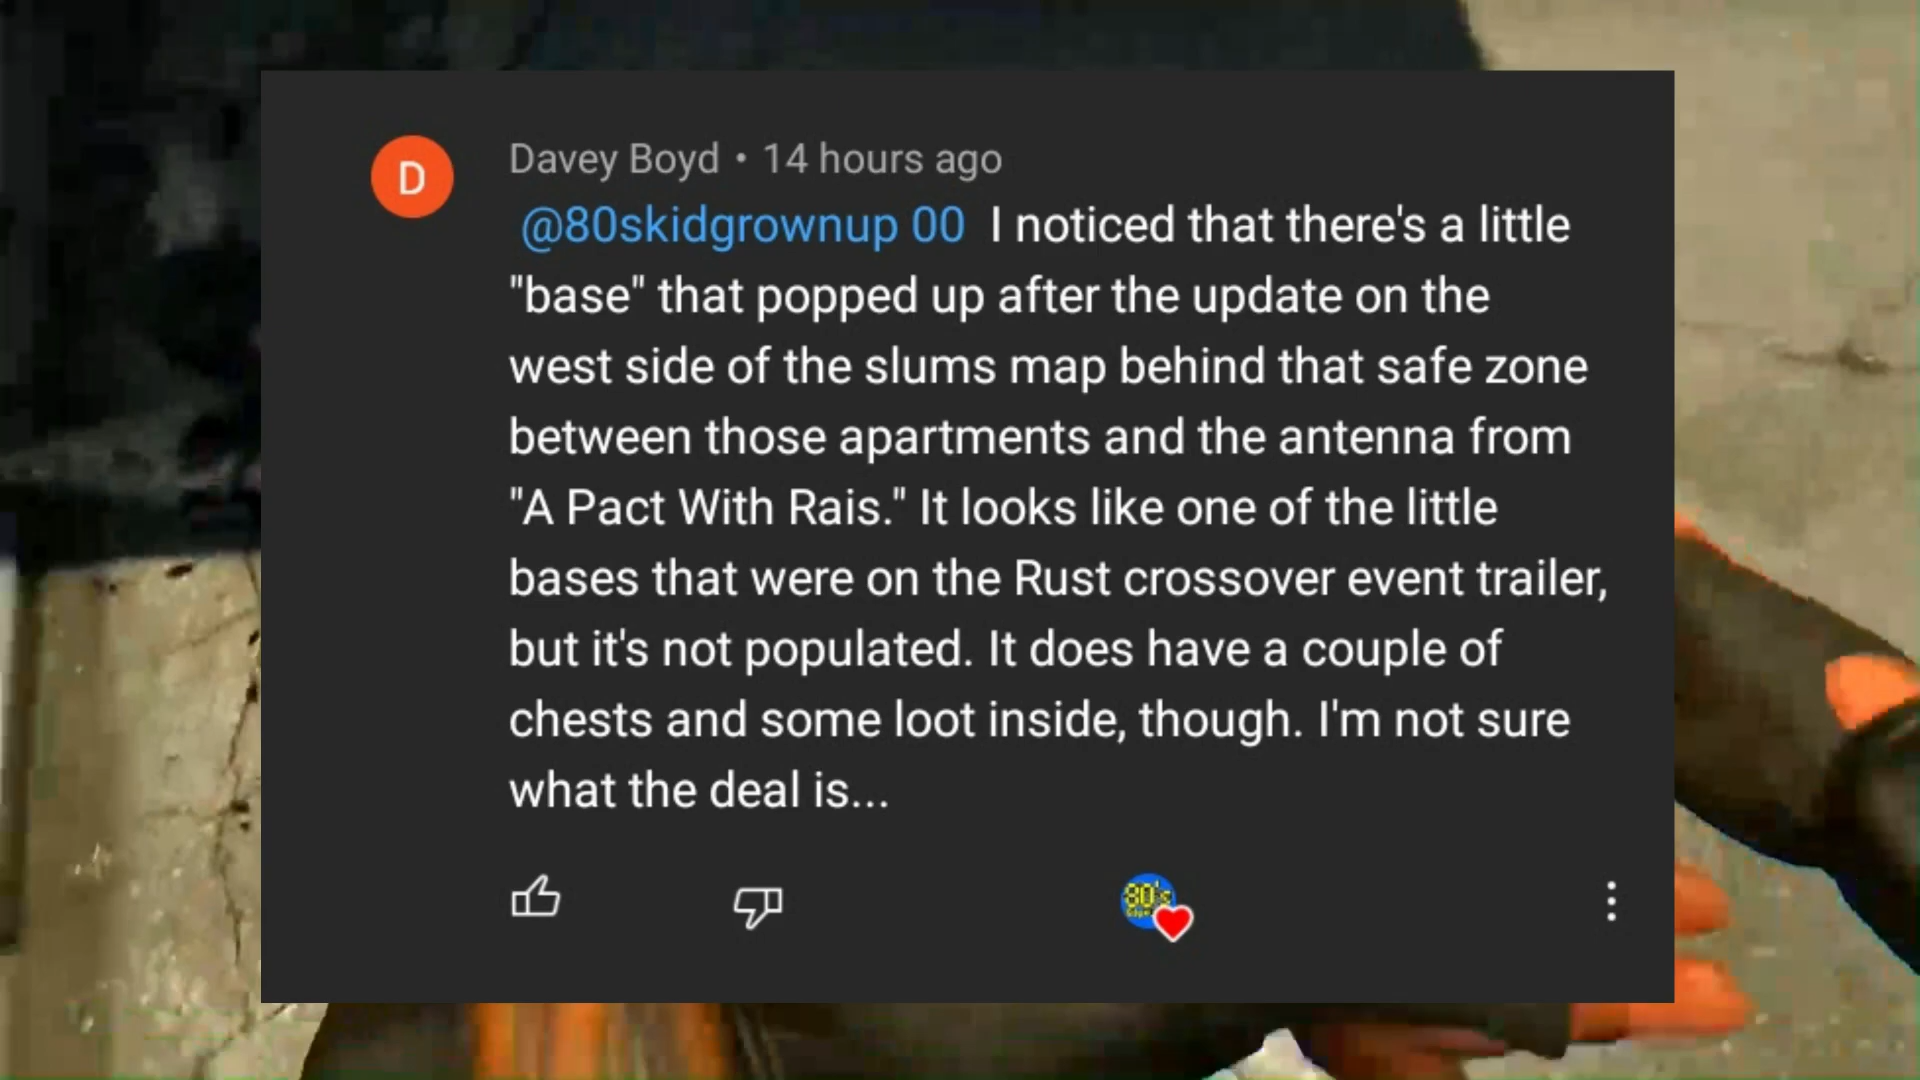 D
Davey Boyd • 14 hours ago
@80skidgrownup 00 I noticed that there's a little
"base" that popped up after the update on the
west side of the slums map behind that safe zone
between those apartments and the antenna from
"A Pact With Rais." It looks like one of the little
bases that were on the Rust crossover event trailer,
but it's not populated. It does have a couple of
chests and some loot inside, though. I'm not sure
what the deal is...
80's